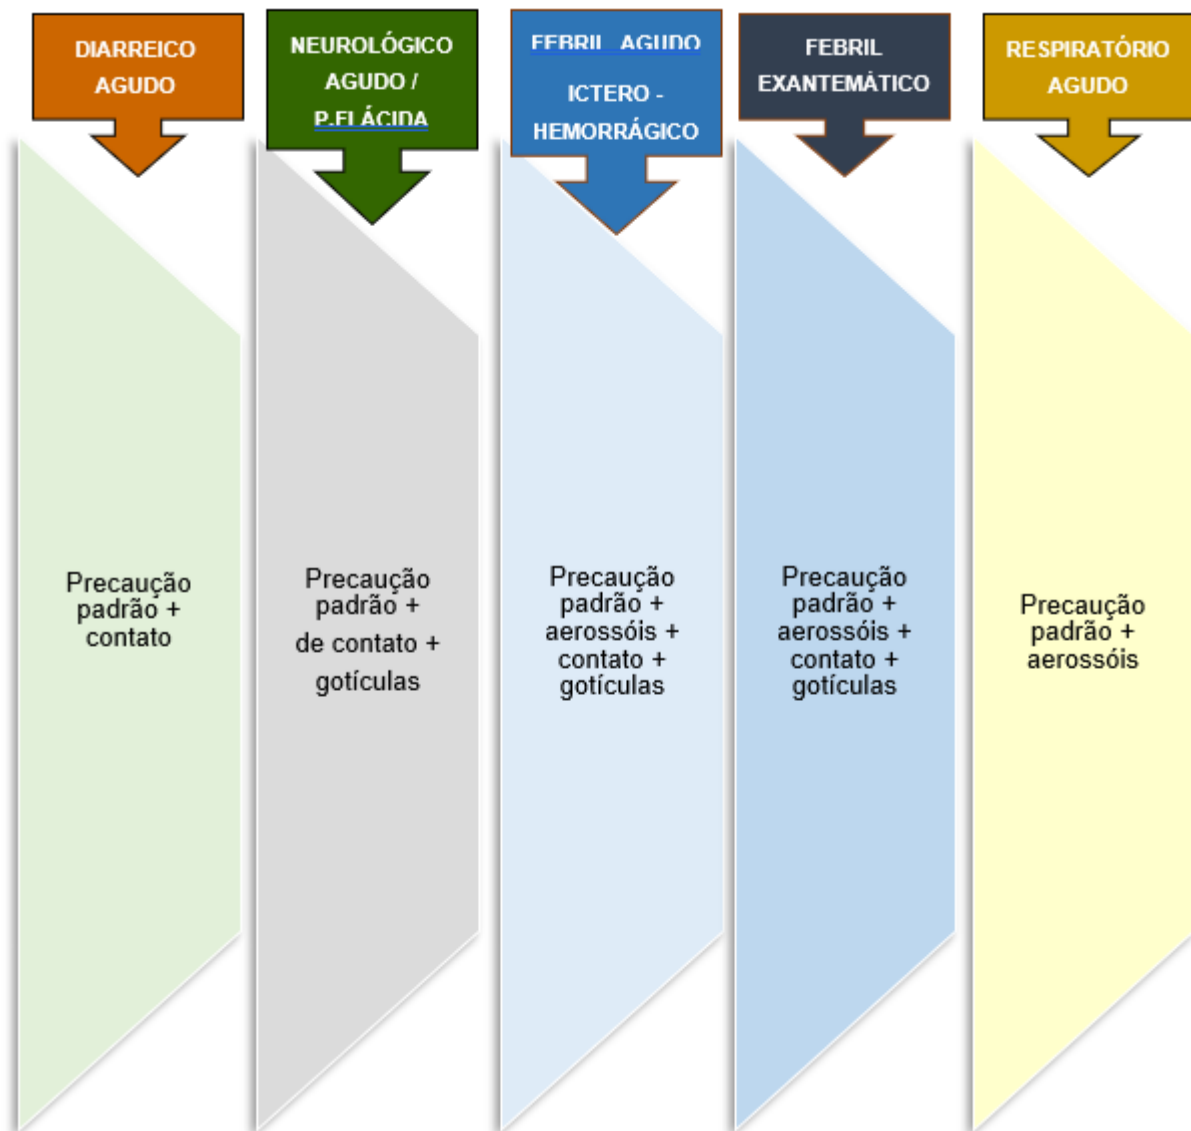 DIARREICO
AGUDO
NEUROLÓGICO
AGUDO /
P.FLÁCIDA
FEBRIL AGUDO
ICTERO -
HEMORRÁGICO
FEBRIL
EXANTEMÁTICO
RESPIRATÓRIO
AGUDO
Precaução
padrão +
contato
Precaução
padrão +
de contato +
gotículas
Precaução
padrão +
aerossóis +
contato +
gotículas
Precaução
padrão +
aerossóis +
contato +
gotículas
Precaução
padrão +
aerossóis